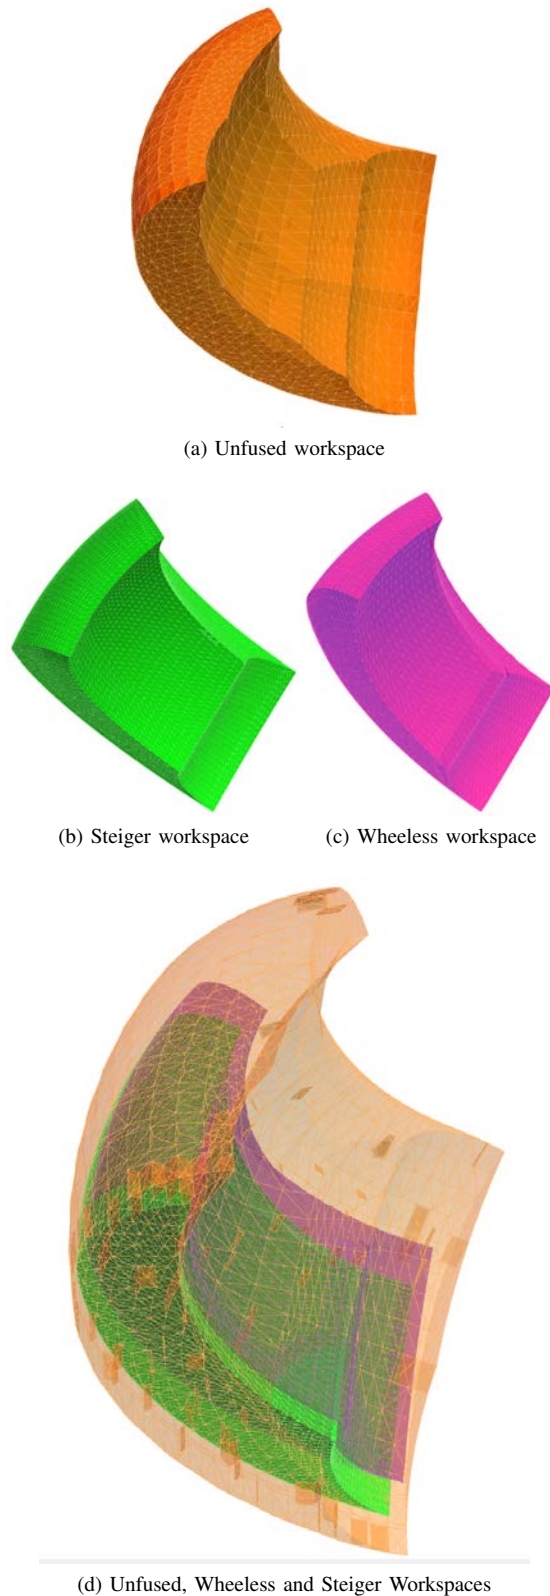 (a) Unfused workspace
(b) Steiger workspace
(c) Wheeless workspace
(d) Unfused, Wheeless and Steiger Workspaces